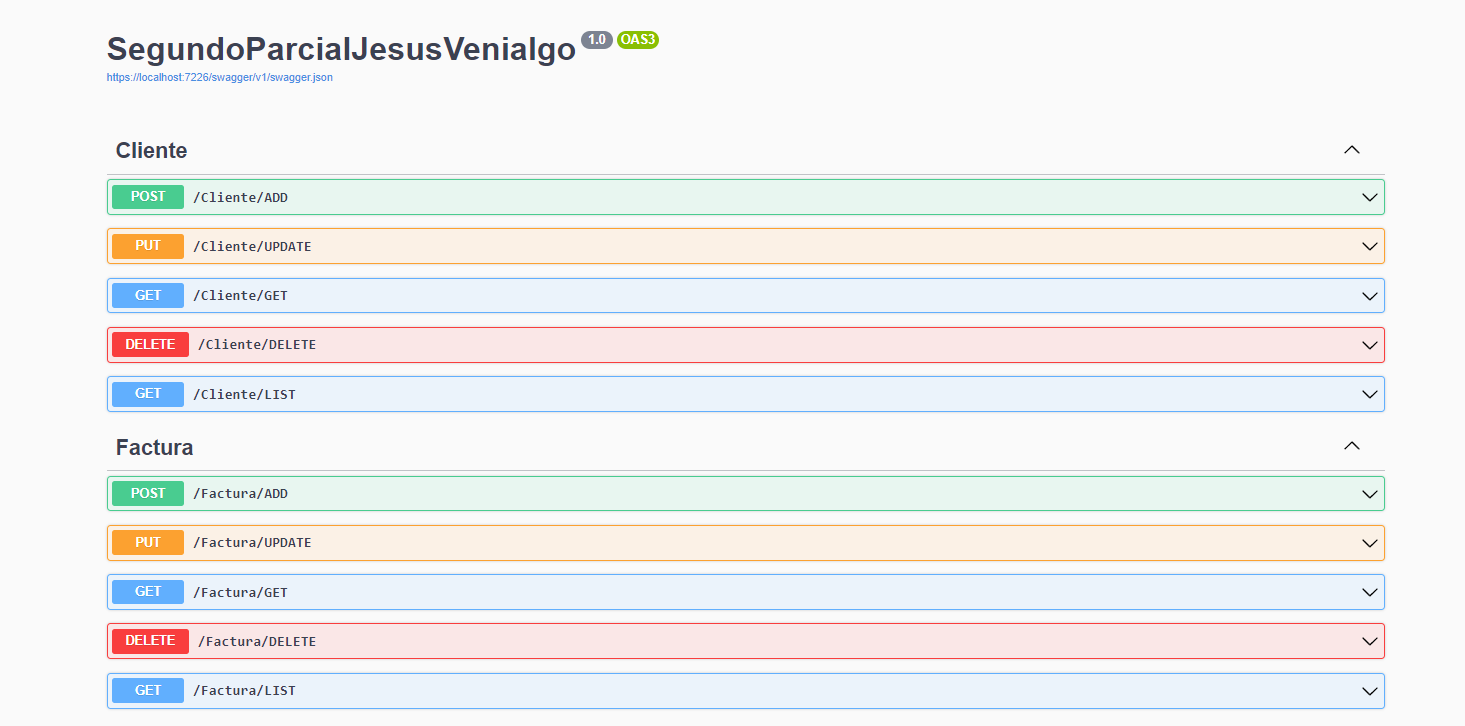 SegundoParcialJesusVenialgo 1.0 OAS3
https://localhost:7226/swagger/v1/swagger.json
Cliente
POST /Cliente/ADD
PUT /Cliente/UPDATE
GET /Cliente/GET
DELETE /Cliente/DELETE
GET /Cliente/LIST
Factura
POST /Factura/ADD
PUT /Factura/UPDATE
GET /Factura/GET
DELETE /Factura/DELETE
GET /Factura/LIST